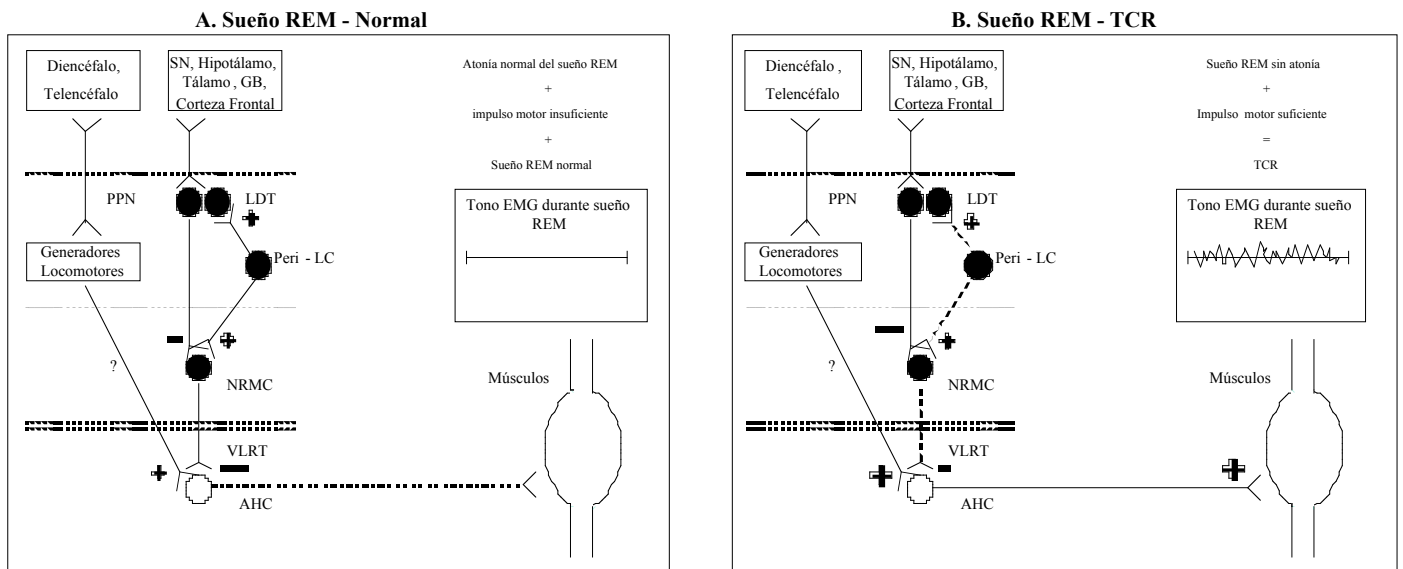 A. Sueño REM - Normal
Diencéfalo,
Telencéfalo
SN, Hipotálamo,
Tálamo , GB,
Corteza Frontal
Atonía normal del sueño REM
+
impulso motor insuficiente
+
Sueño REM normal
PPN
LDT
Tono EMG durante sueño
REM
Generadores
Locomotores
Peri - LC
?
NRMC
Músculos
VLRT
AHC
B. Sueño REM - TCR
Diencéfalo,
Telencéfalo
SN, Hipotálamo,
Tálamo , GB,
Corteza Frontal
Sueño REM sin atonía
+
Impulso motor suficiente
=
TCR
PPN
LDT
Tono EMG durante sueño
REM
Generadores
Locomotores
Peri - LC
?
NRMC
Músculos
VLRT
AHC